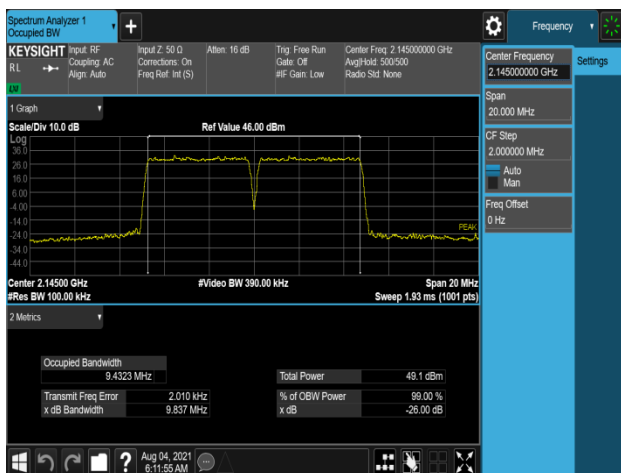 Spectrum Analyzer 1
Occupied BW
Frequency
KEYSIGHT
RL
LXI
Input: RF
Coupling: AC
Align: Auto
Input Z: 50 Ω
Corrections: On
Freq Ref: Int (S)
Atten: 16 dB
Trig: Free Run
Gate: Off
#IF Gain: Low
Center Freq: 2.145000000 GHz
Avg|Hold: 500/500
Radio Std: None
1 Graph
Scale/Div 10.0 dB
Ref Value 46.00 dBm
Log
36.0
26.0
16.0
6.00
-4.00
-14.0
-24.0
-34.0
-44.0
PEAK
Center 2.14500 GHz
#Video BW 390.00 kHz
Span 20 MHz
#Res BW 100.00 kHz
Sweep 1.93 ms (1001 pts)
2 Metrics
Occupied Bandwidth
9.4323 MHz
Total Power 49.1 dBm
Transmit Freq Error 2.010 kHz
% of OBW Power 99.00 %
x dB Bandwidth 9.837 MHz
x dB -26.00 dB
Center Frequency
2.145000000 GHz
Settings
Span
20.000 MHz
CF Step
2.000000 MHz
Auto
Man
Freq Offset
0 Hz
?
Aug 04, 2021
6:11:55 AM